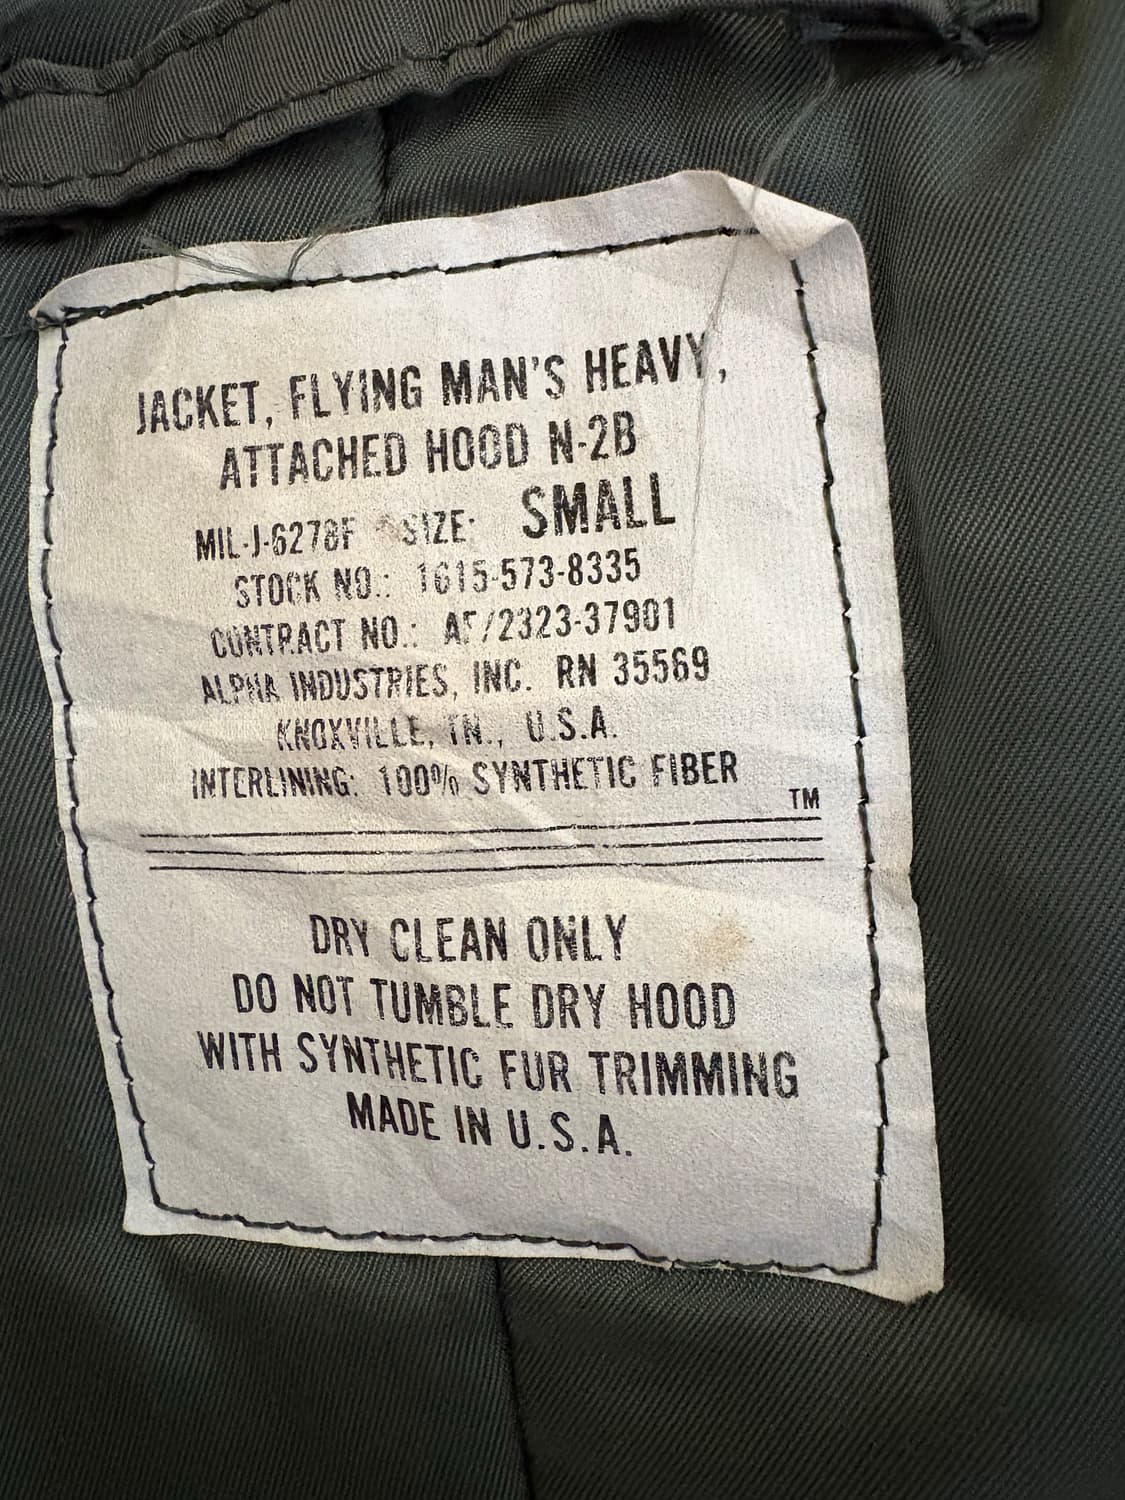 JACKET, FLYING MAN'S HEAVY,
ATTACHED HOOD N-2B
MIL-J-6278F SIZE: SMALL
STOCK NO.: 1615-573-8335
CONTRACT NO.: AF/2323-37901
ALPHA INDUSTRIES, INC. RN 35569
KNOXVILLE, TN., U.S.A.
INTERLINING: 100% SYNTHETIC FIBER
TM
DRY CLEAN ONLY
DO NOT TUMBLE DRY HOOD
WITH SYNTHETIC FUR TRIMMING
MADE IN U.S.A.